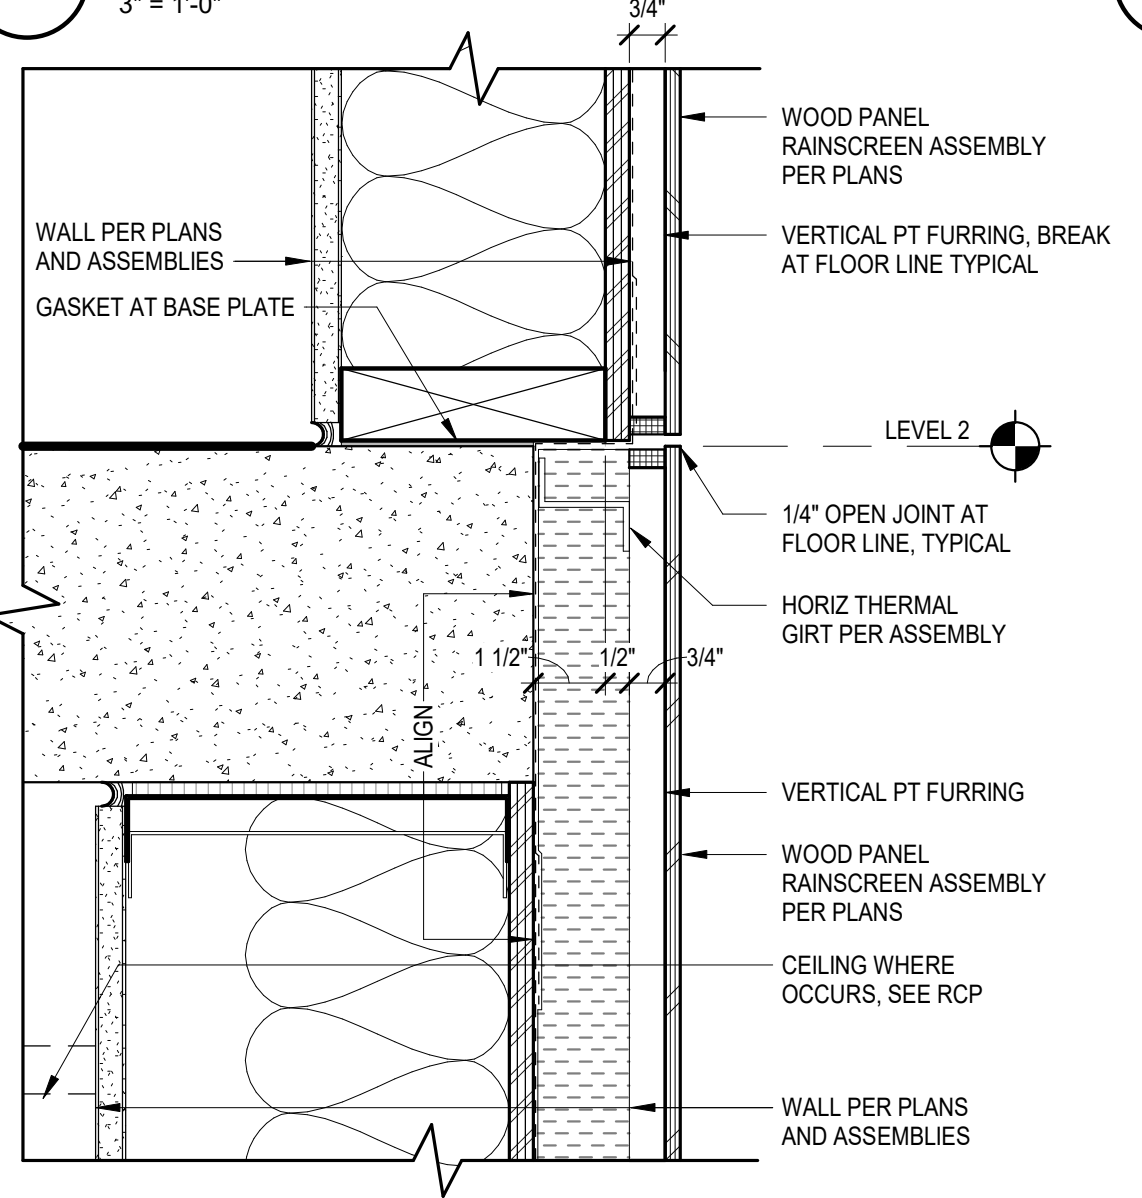 3" = 1'-0"
3/4"
WOOD PANEL
RAINSCREEN ASSEMBLY
PER PLANS
WALL PER PLANS
AND ASSEMBLIES
VERTICAL PT FURRING, BREAK
AT FLOOR LINE TYPICAL
GASKET AT BASE PLATE
LEVEL 2
1/4" OPEN JOINT AT
FLOOR LINE, TYPICAL
HORIZ THERMAL
GIRT PER ASSEMBLY
1 1/2" 1/2" 3/4"
ALIGN
VERTICAL PT FURRING
WOOD PANEL
RAINSCREEN ASSEMBLY
PER PLANS
CEILING WHERE
OCCURS, SEE RCP
WALL PER PLANS
AND ASSEMBLIES